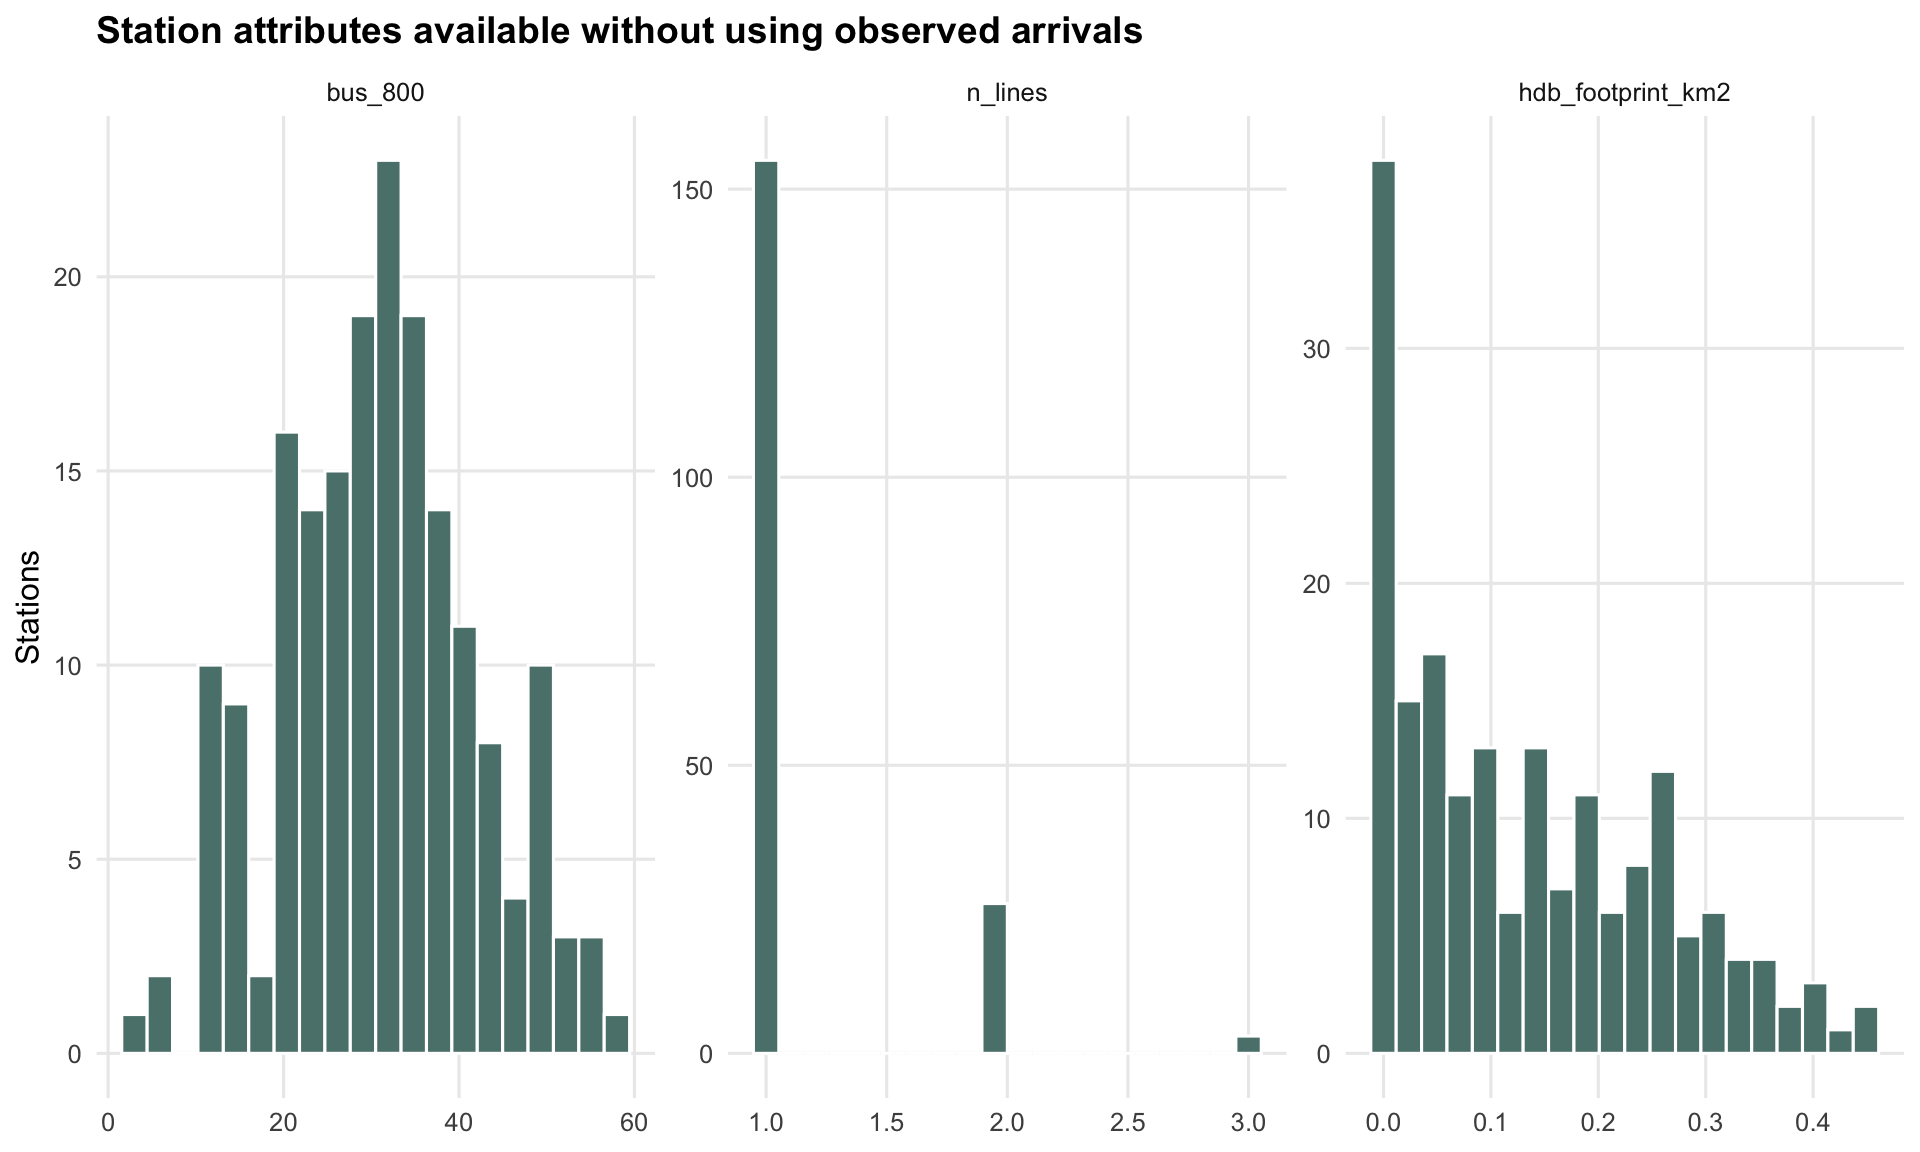 Station attributes available without using observed arrivals
bus_800
n_lines
hdb_footprint_km2
Stations
20
15
10
5
0
0 20 40 60
150
100
50
0
1.0 1.5 2.0 2.5 3.0
30
20
10
0
0.0 0.1 0.2 0.3 0.4